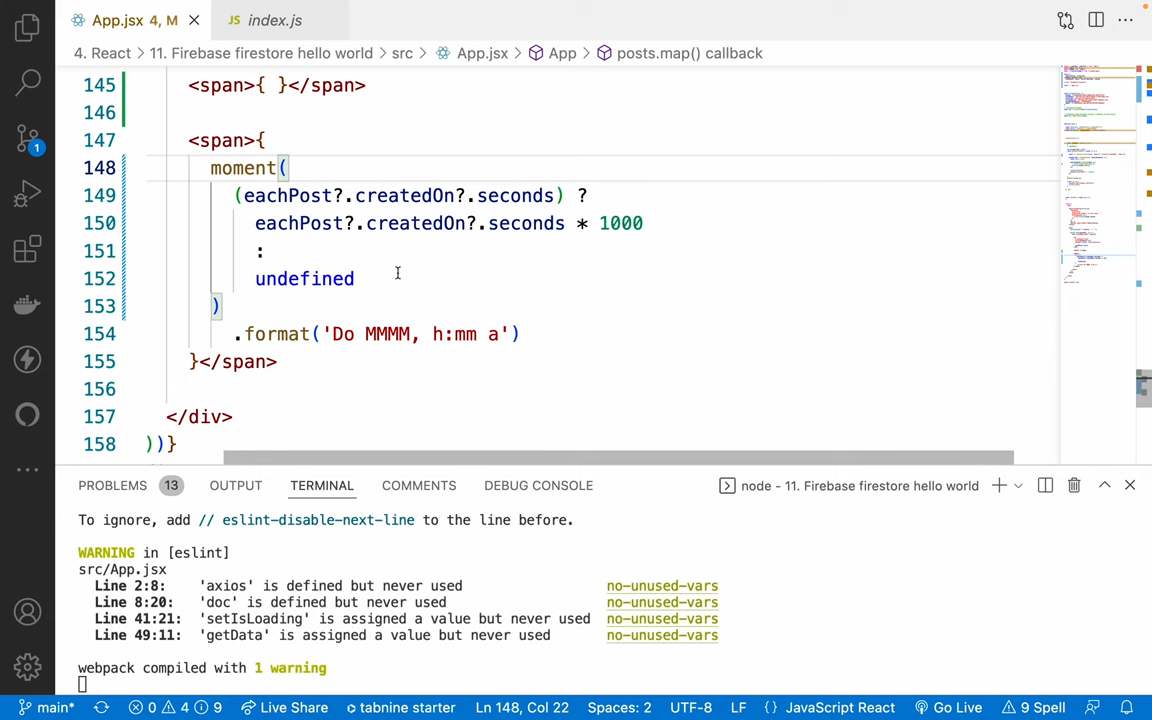 App.jsx 4, M
JS index.js
4. React > 11. Firebase firestore hello world > src > App.jsx > App > posts.map() callback
145 <span>{ }</span>
146
147 <span>{
148 moment(
149 (eachPost?.createdOn?.seconds) ?
150 eachPost?.createdOn?.seconds * 1000
151 :
152 undefined
153 )
154 .format('Do MMMM, h:mm a')
155 }</span>
156
157 </div>
158 ))}
1
PROBLEMS 13 OUTPUT TERMINAL COMMENTS DEBUG CONSOLE node - 11. Firebase firestore hello world
To ignore, add // eslint-disable-next-line to the line before.
WARNING in [eslint]
src/App.jsx
Line 2:8: 'axios' is defined but never used no-unused-vars
Line 8:20: 'doc' is defined but never used no-unused-vars
Line 41:21: 'setIsLoading' is assigned a value but never used no-unused-vars
Line 49:11: 'getData' is assigned a value but never used no-unused-vars
webpack compiled with 1 warning
main* 0 4 9 Live Share tabnine starter Ln 148, Col 22 Spaces: 2 UTF-8 LF {} JavaScript React Go Live 9 Spell